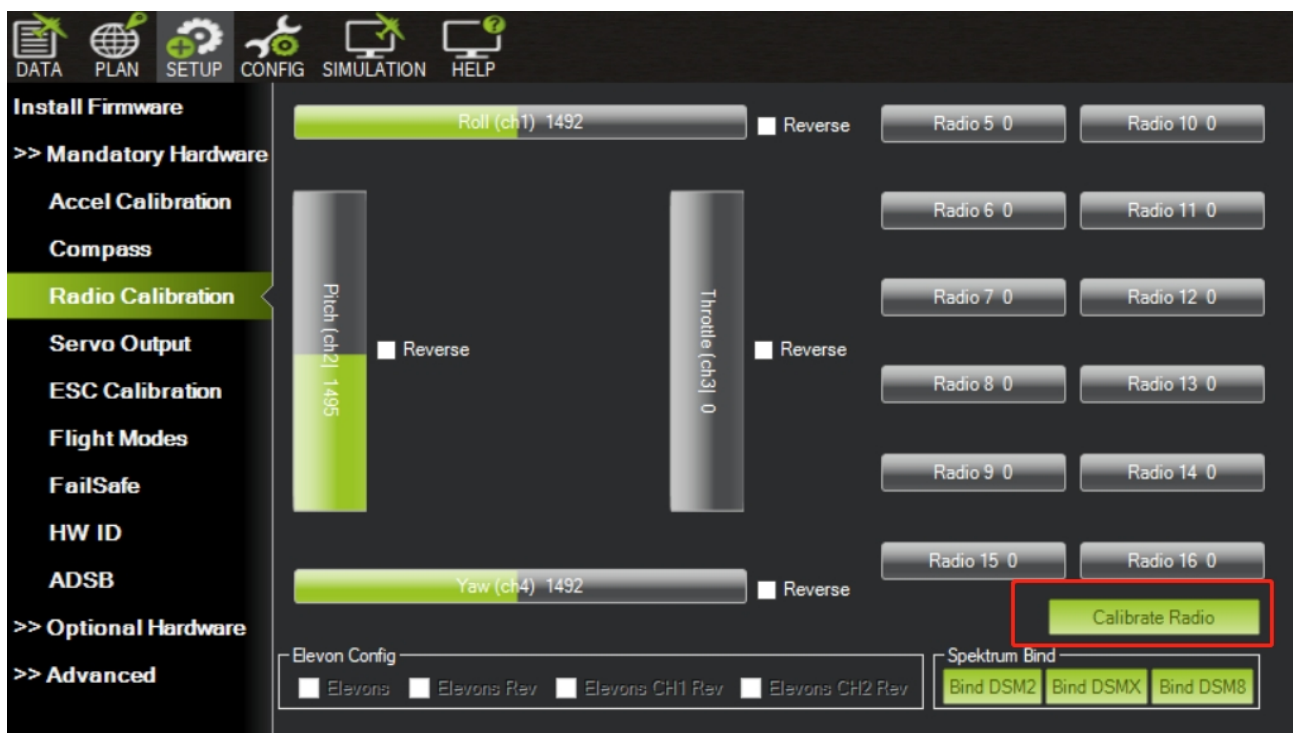 DATA PLAN SETUP CONFIG SIMULATION HELP
Install Firmware
>> Mandatory Hardware
Accel Calibration
Compass
Radio Calibration
Servo Output
ESC Calibration
Flight Modes
FailSafe
HW ID
ADSB
>> Optional Hardware
>> Advanced
Roll (ch1) 1492
Reverse
Pitch (ch2| 1495
Reverse
Throttle (ch3| 0
Reverse
Yaw (ch4) 1492
Reverse
Radio 5 0 Radio 10 0
Radio 6 0 Radio 11 0
Radio 7 0 Radio 12 0
Radio 8 0 Radio 13 0
Radio 9 0 Radio 14 0
Radio 15 0 Radio 16 0
Calibrate Radio
Elevon Config
Elevons Elevons Rev Elevons CH1 Rev Elevons CH2 Rev
Spektrum Bind
Bind DSM2 Bind DSMX Bind DSM8